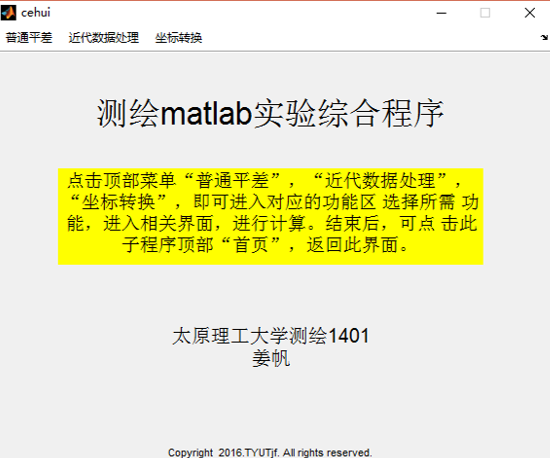 cehui
普通平差 近代数据处理 坐标转换
测绘matlab实验综合程序
点击顶部菜单“普通平差”，“近代数据处理”，
“坐标转换”，即可进入对应的功能区 选择所需 功
能，进入相关界面，进行计算。结束后，可点 击此
子程序顶部“首页”，返回此界面。
太原理工大学测绘1401
姜帆
Copyright 2016.TYUTjf. All rights reserved.